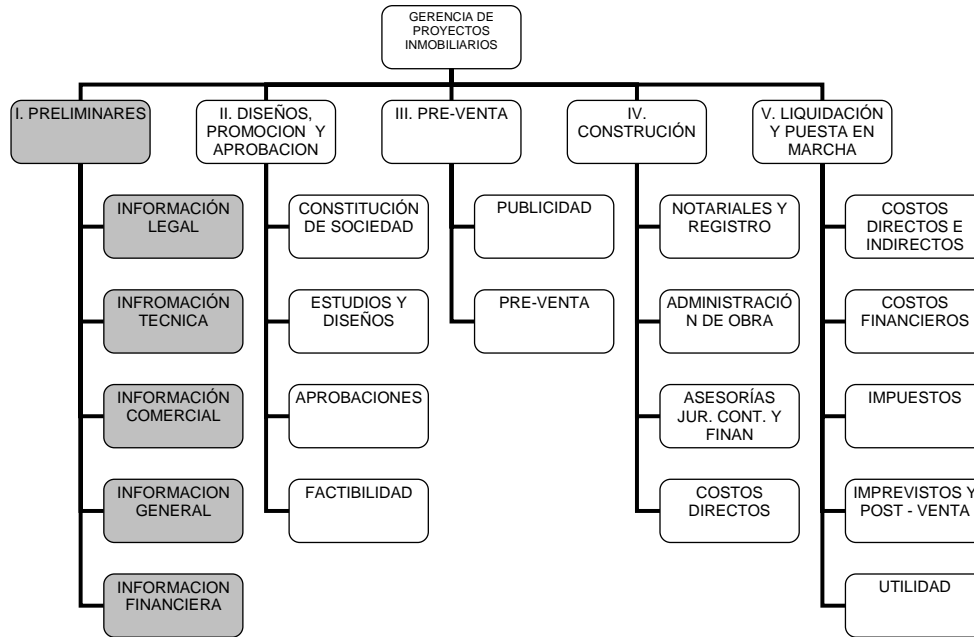 GERENCIA DE
PROYECTOS
INMOBILIARIOS
I. PRELIMINARES
INFORMACIÓN
LEGAL
INFROMACIÓN
TECNICA
INFORMACIÓN
COMERCIAL
INFORMACION
GENERAL
INFORMACION
FINANCIERA
II. DISEÑOS,
PROMOCION Y
APROBACION
CONSTITUCIÓN
DE SOCIEDAD
ESTUDIOS Y
DISEÑOS
APROBACIONES
FACTIBILIDAD
III. PRE-VENTA
PUBLICIDAD
PRE-VENTA
IV.
CONSTRUCIÓN
NOTARIALES Y
REGISTRO
ADMINISTRACIÓ
N DE OBRA
ASESORÍAS
JUR. CONT. Y
FINAN
COSTOS
DIRECTOS
V. LIQUIDACIÓN
Y PUESTA EN
MARCHA
COSTOS
DIRECTOS E
INDIRECTOS
COSTOS
FINANCIEROS
IMPUESTOS
IMPREVISTOS Y
POST - VENTA
UTILIDAD